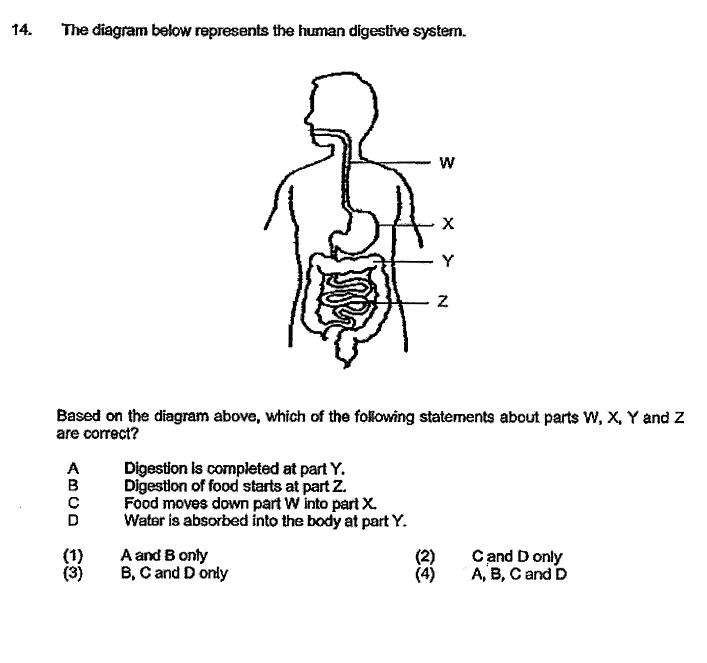 14. The diagram below represents the human digestive system.
W
X
Y
Z
Based on the diagram above, which of the following statements about parts W, X, Y and Z
are correct?
A Digestion is completed at part Y.
B Digestion of food starts at part Z.
C Food moves down part W into part X.
D Water is absorbed into the body at part Y.
(1) A and B only (2) C and D only
(3) B, C and D only (4) A, B, C and D